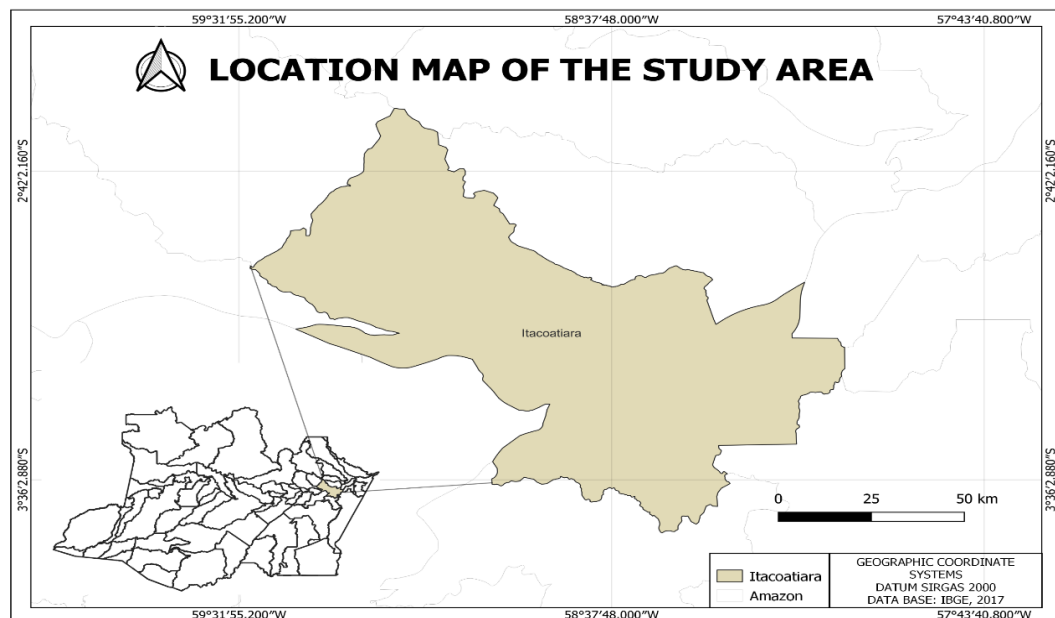 59°31'55.200"W 58°37'48.000"W 57°43'40.800"W
LOCATION MAP OF THE STUDY AREA
2°42'2.160"S
2°42'2.160"S
Itacoatiara
3°36'2.880"S
3°36'2.880"S
0 25 50 km
Itacoatiara
Amazon
GEOGRAPHIC COORDINATE
SYSTEMS
DATUM SIRGAS 2000
DATA BASE: IBGE, 2017
59°31'55.200"W 58°37'48.000"W 57°43'40.800"W